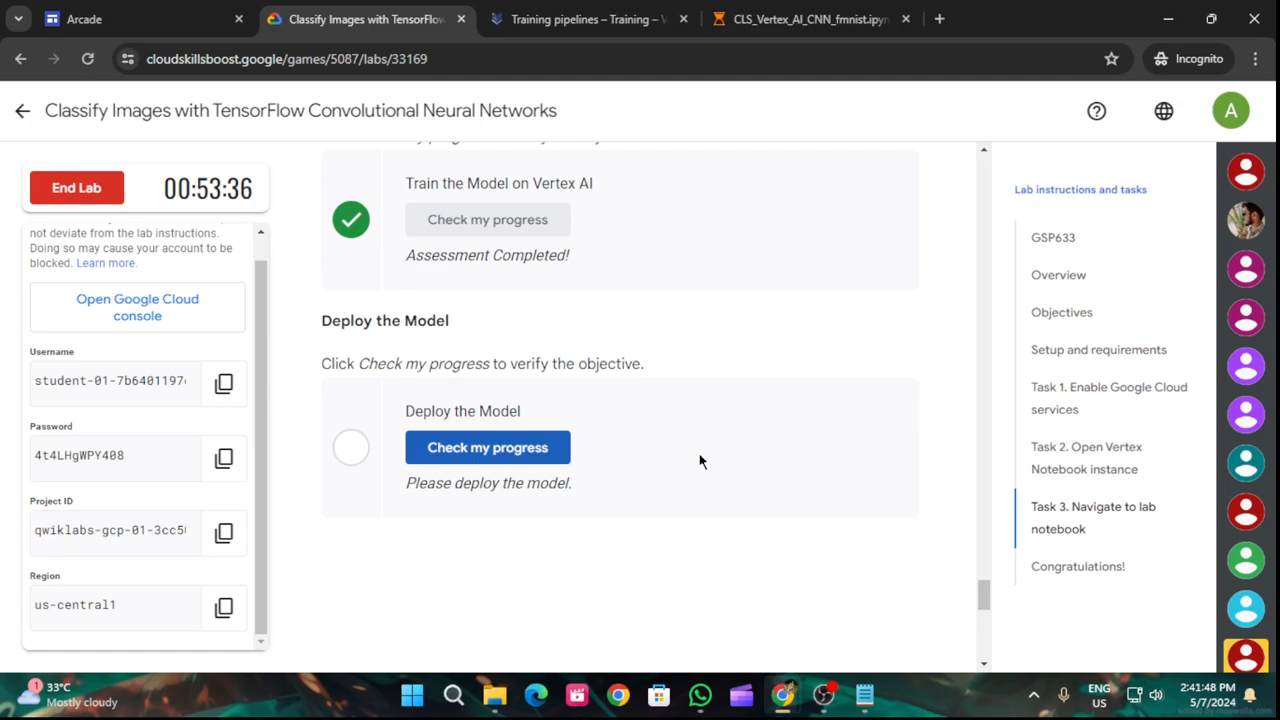 Arcade
Classify Images with TensorFlow
Training pipelines – Training – V
CLS_Vertex_AI_CNN_fmnist.ipyn
cloudskillsboost.google/games/5087/labs/33169
Incognito
Classify Images with TensorFlow Convolutional Neural Networks
A
End Lab
00:53:36
not deviate from the lab instructions.
Doing so may cause your account to be
blocked. Learn more.
Open Google Cloud
console
Username
student-01-7b6401197
Password
4t4LHgWPY408
Project ID
qwiklabs-gcp-01-3cc5
Region
us-central1
Train the Model on Vertex AI
Check my progress
Assessment Completed!
Deploy the Model
Click Check my progress to verify the objective.
Deploy the Model
Check my progress
Please deploy the model.
Lab instructions and tasks
GSP633
Overview
Objectives
Setup and requirements
Task 1. Enable Google Cloud
services
Task 2. Open Vertex
Notebook instance
Task 3. Navigate to lab
notebook
Congratulations!
1
33°C
Mostly cloudy
ENG
US
2:41:48 PM
5/7/2024